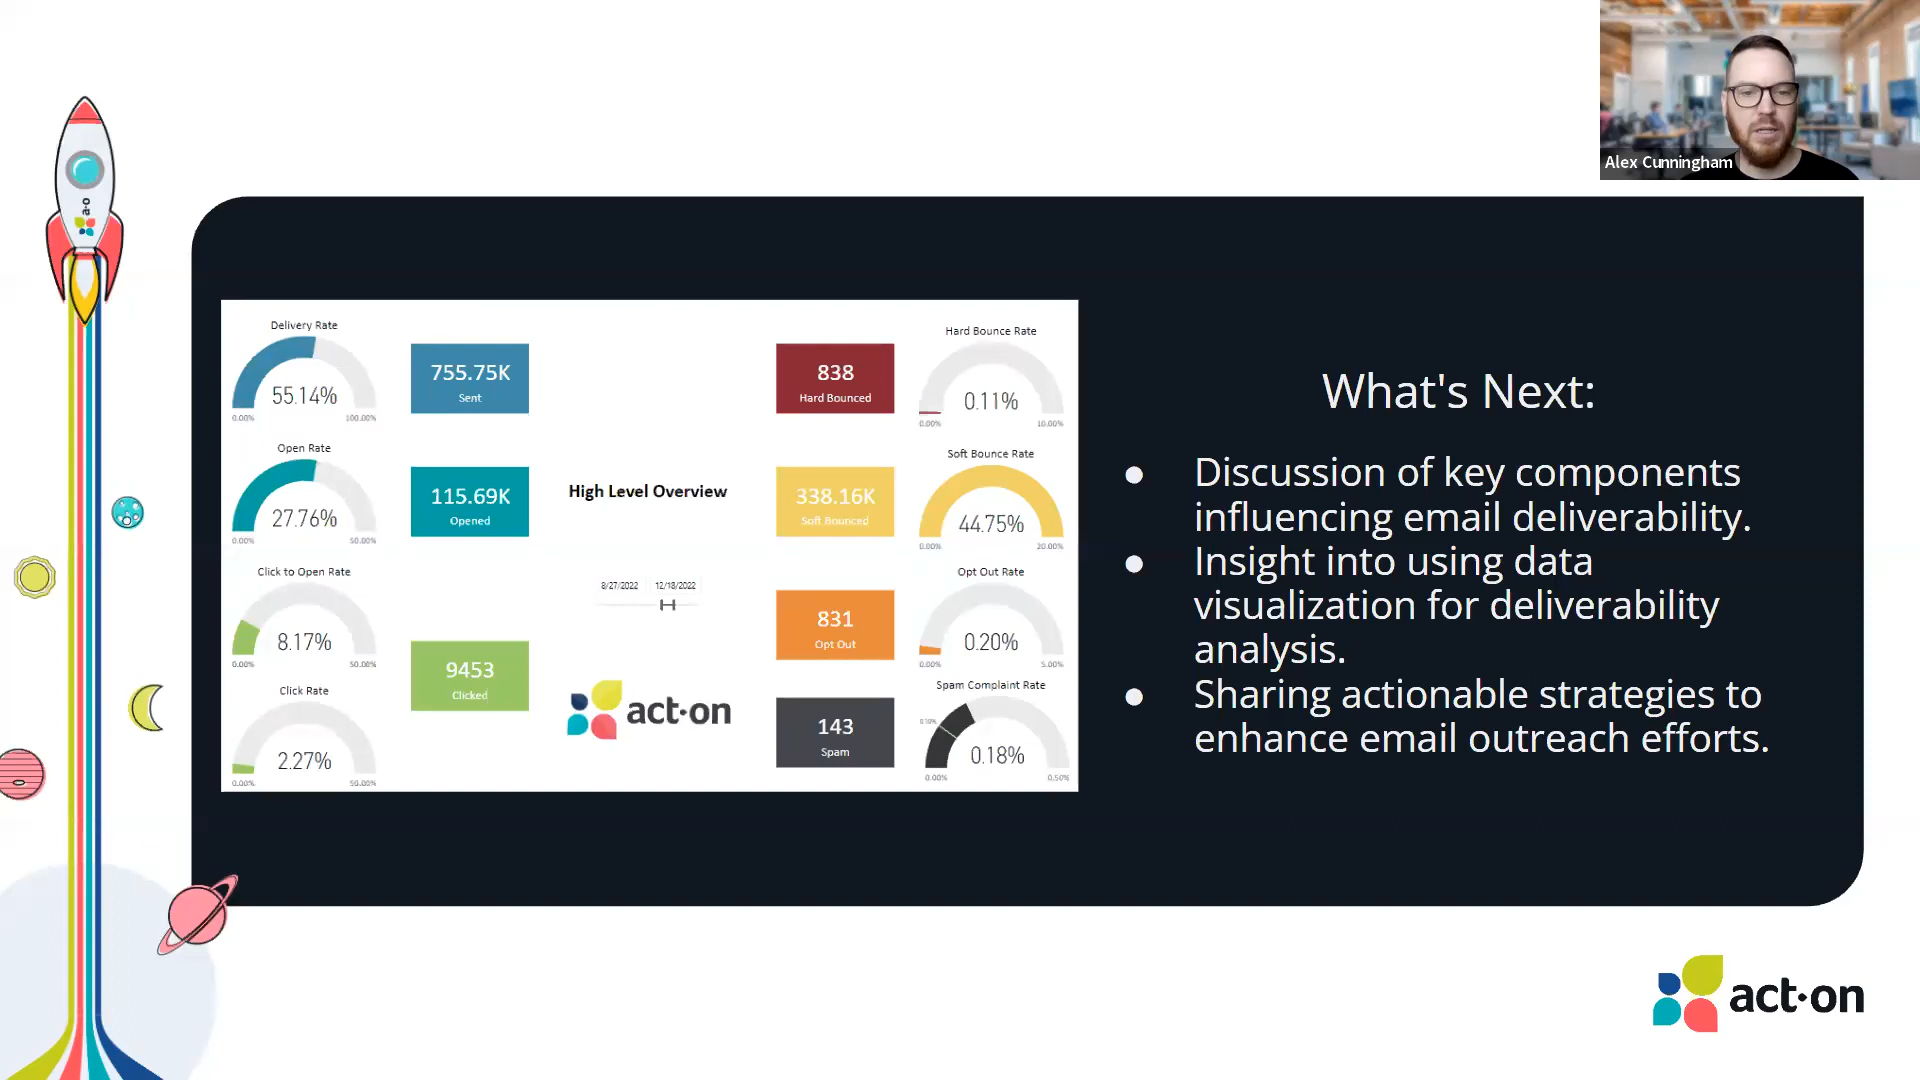 Alex Cunningham
a-o
Delivery Rate
55.14%
0.00% 100.00%
755.75K
Sent
Open Rate
27.76%
0.00% 50.00%
115.69K
Opened
Click to Open Rate
8.17%
0.00% 50.00%
9453
Clicked
Click Rate
2.27%
0.00% 50.00%
High Level Overview
8/27/2022 12/18/2022
act-on
838
Hard Bounced
Hard Bounce Rate
0.11%
0.00% 10.00%
338.16K
Soft Bounced
Soft Bounce Rate
44.75%
0.00% 20.00%
831
Opt Out
Opt Out Rate
0.20%
0.00% 5.00%
143
Spam
Spam Complaint Rate
0.10%
0.18%
0.00% 0.50%
What's Next:
● Discussion of key components
influencing email deliverability.
● Insight into using data
visualization for deliverability
analysis.
● Sharing actionable strategies to
enhance email outreach efforts.
act-on